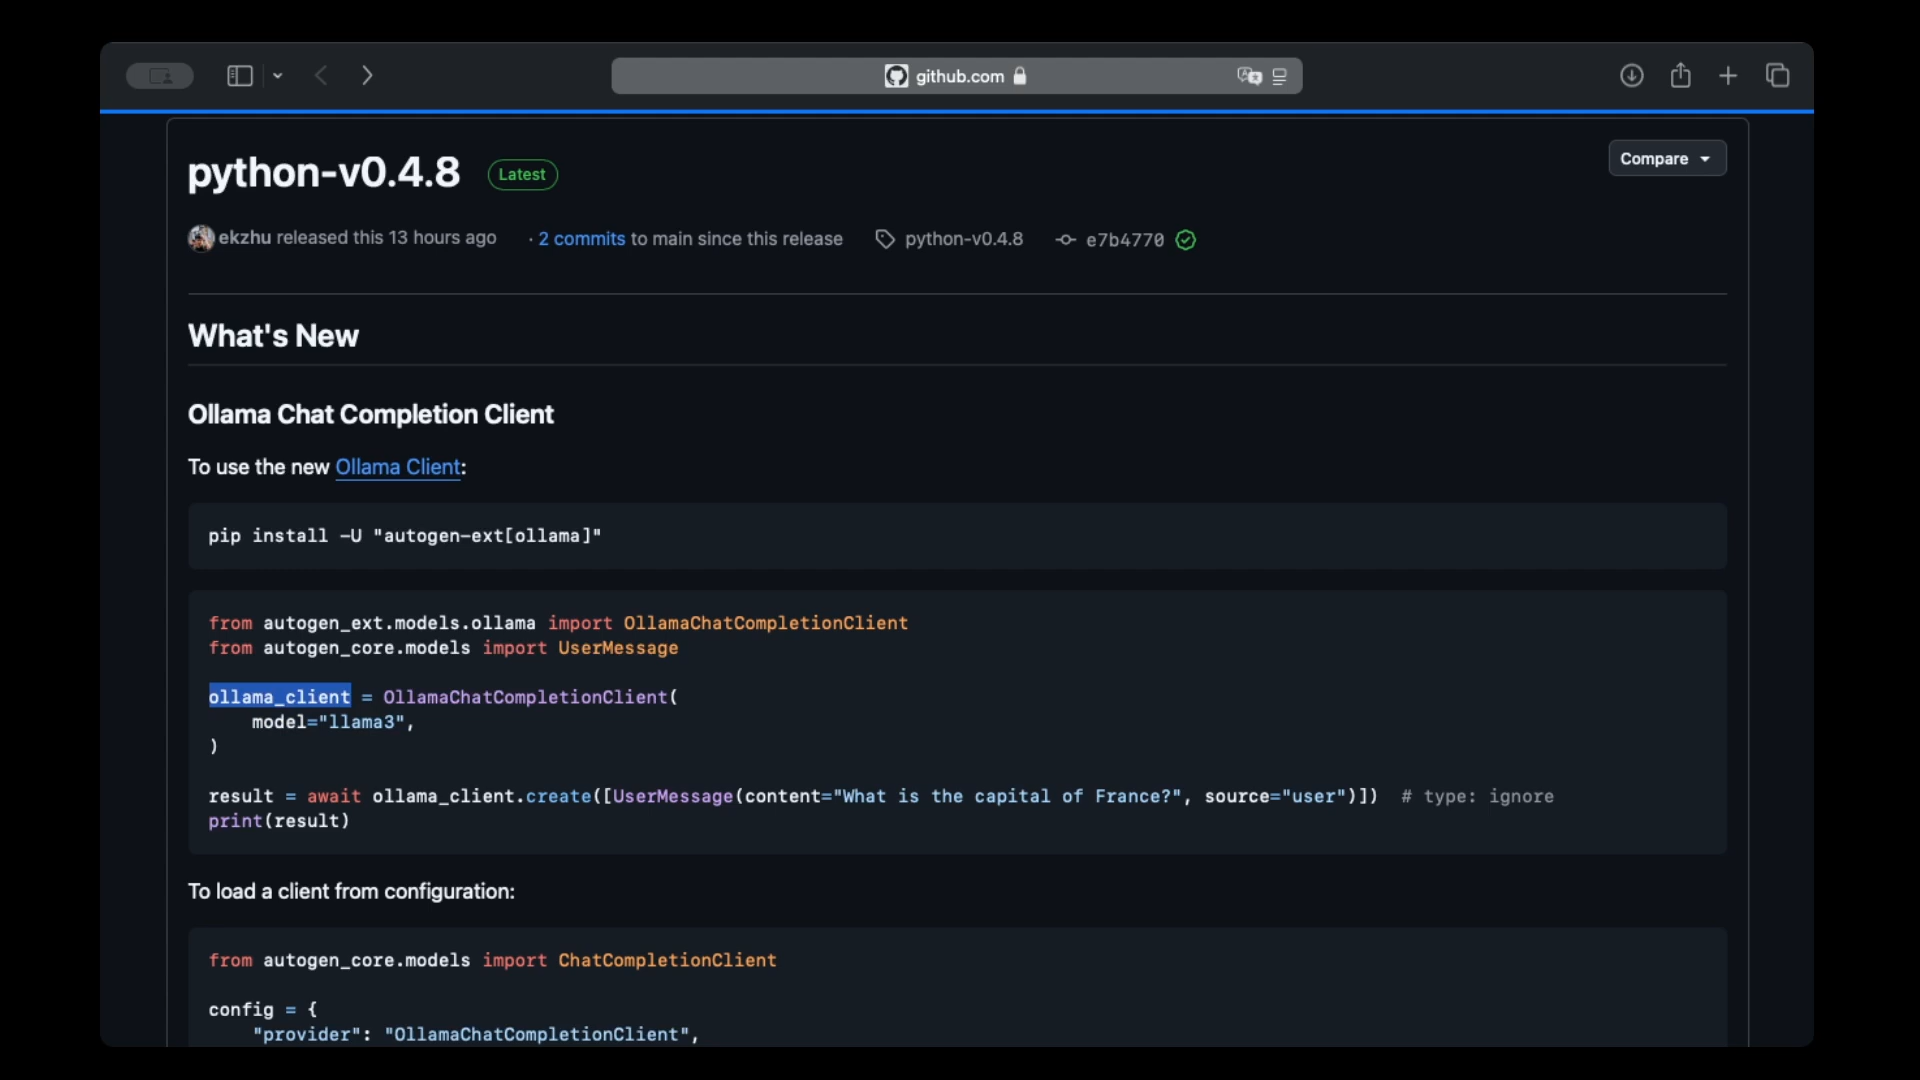 github.com
python-v0.4.8 Latest
Compare
ekzhu released this 13 hours ago · 2 commits to main since this release python-v0.4.8 e7b4770
What's New
Ollama Chat Completion Client
To use the new Ollama Client:
pip install -U "autogen-ext[ollama]"
from autogen_ext.models.ollama import OllamaChatCompletionClient
from autogen_core.models import UserMessage
ollama_client = OllamaChatCompletionClient(
    model="llama3",
)
result = await ollama_client.create([UserMessage(content="What is the capital of France?", source="user")])  # type: ignore
print(result)
To load a client from configuration:
from autogen_core.models import ChatCompletionClient
config = {
    "provider": "OllamaChatCompletionClient",